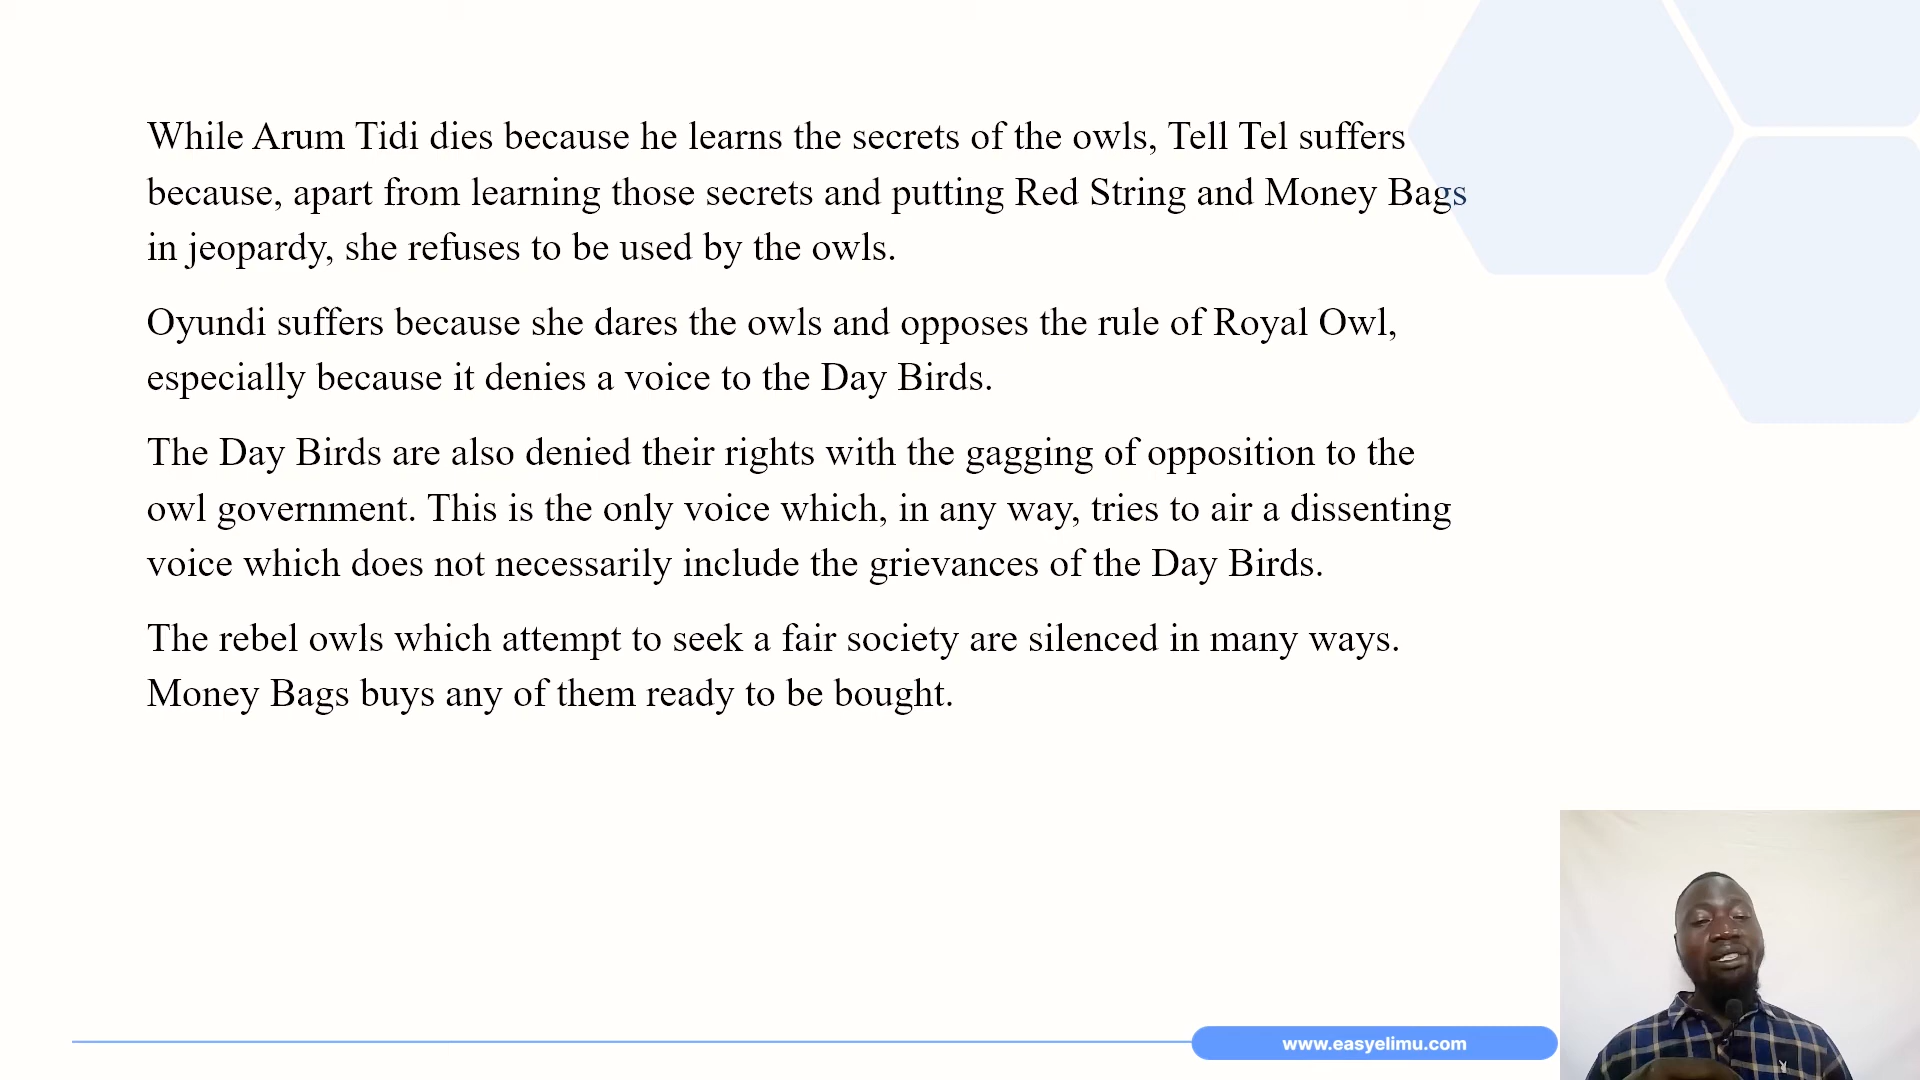 While Arum Tidi dies because he learns the secrets of the owls, Tell Tel suffers
because, apart from learning those secrets and putting Red String and Money Bags
in jeopardy, she refuses to be used by the owls.
Oyundi suffers because she dares the owls and opposes the rule of Royal Owl,
especially because it denies a voice to the Day Birds.
The Day Birds are also denied their rights with the gagging of opposition to the
owl government. This is the only voice which, in any way, tries to air a dissenting
voice which does not necessarily include the grievances of the Day Birds.
The rebel owls which attempt to seek a fair society are silenced in many ways.
Money Bags buys any of them ready to be bought.
www.easyelimu.com